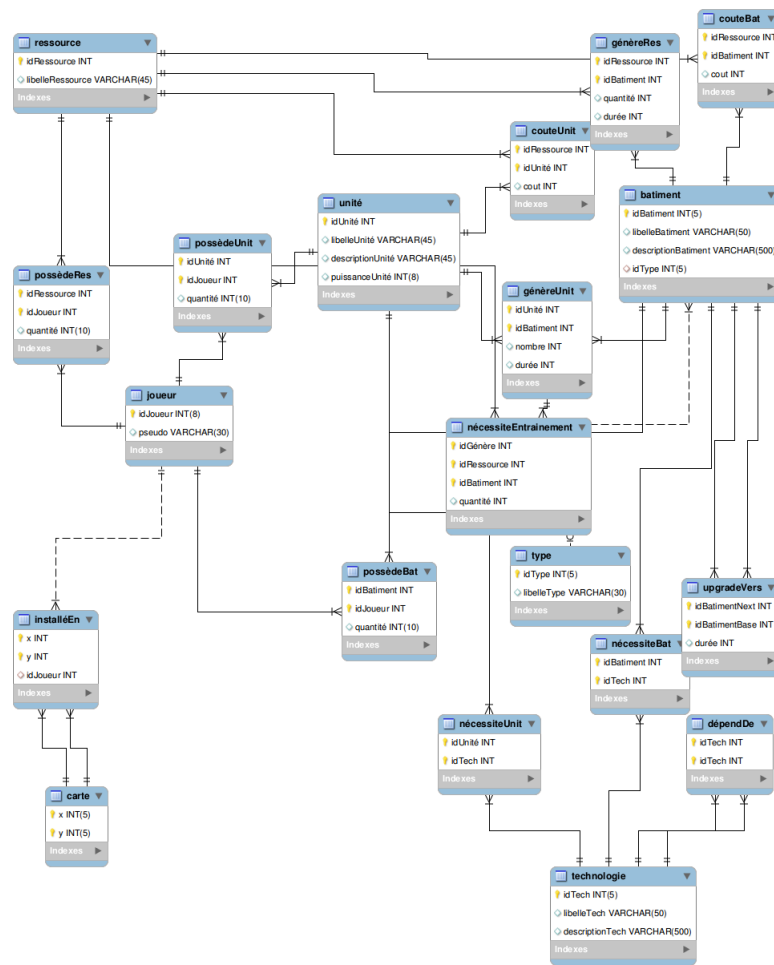 ressource
idRessource INT
libelleRessource VARCHAR(45)
Indexes
génèreRes
idRessource INT
idBatiment INT
quantité INT
durée INT
Indexes
couteBat
idRessource INT
idBatiment INT
cout INT
Indexes
couteUnit
idRessource INT
idUnité INT
cout INT
Indexes
unité
idUnité INT
libelleUnité VARCHAR(45)
descriptionUnité VARCHAR(45)
puissanceUnité INT(8)
Indexes
batiment
idBatiment INT(5)
libelleBatiment VARCHAR(50)
descriptionBatiment VARCHAR(500)
idType INT(5)
Indexes
possèdeUnit
idUnité INT
idJoueur INT
quantité INT(10)
Indexes
possèdeRes
idRessource INT
idJoueur INT
quantité INT(10)
Indexes
génèreUnit
idUnité INT
idBatiment INT
nombre INT
durée INT
Indexes
joueur
idJoueur INT(8)
pseudo VARCHAR(30)
Indexes
nécessiteEntrainement
idGénère INT
idRessource INT
idBatiment INT
quantité INT
Indexes
type
idType INT(5)
libelleType VARCHAR(30)
Indexes
possèdeBat
idBatiment INT
idJoueur INT
quantité INT(10)
Indexes
upgradeVers
idBatimentNext INT
idBatimentBase INT
durée INT
Indexes
installéEn
x INT
y INT
idJoueur INT
Indexes
nécessiteBat
idBatiment INT
idTech INT
Indexes
nécessiteUnit
idUnité INT
idTech INT
Indexes
dépendDe
idTech INT
idTech INT
Indexes
carte
x INT(5)
y INT(5)
Indexes
technologie
idTech INT(5)
libelleTech VARCHAR(50)
descriptionTech VARCHAR(500)
Indexes